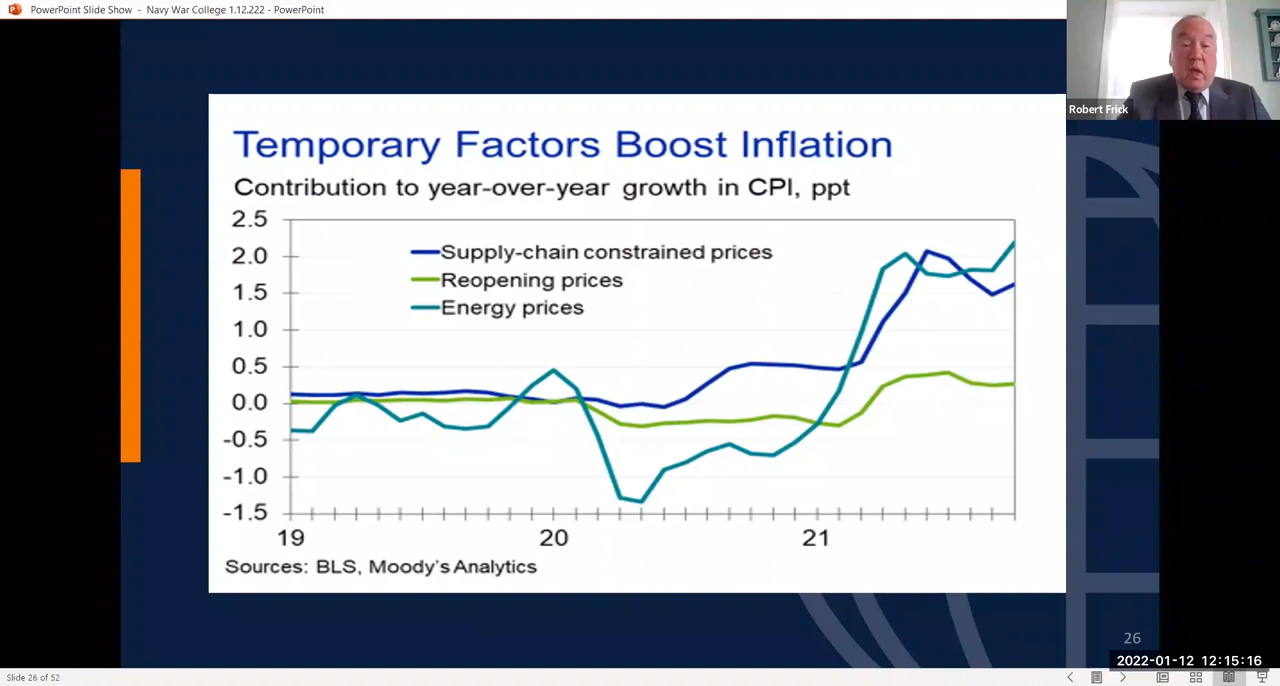 PowerPoint Slide Show - Navy War College 1.12.222 - PowerPoint
Robert Frick
Temporary Factors Boost Inflation
Contribution to year-over-year growth in CPI, ppt
2.5
2.0
1.5
1.0
0.5
0.0
-0.5
-1.0
-1.5
Supply-chain constrained prices
Reopening prices
Energy prices
19 20 21
Sources: BLS, Moody's Analytics
26
2022-01-12 12:15:16
Slide 26 of 52